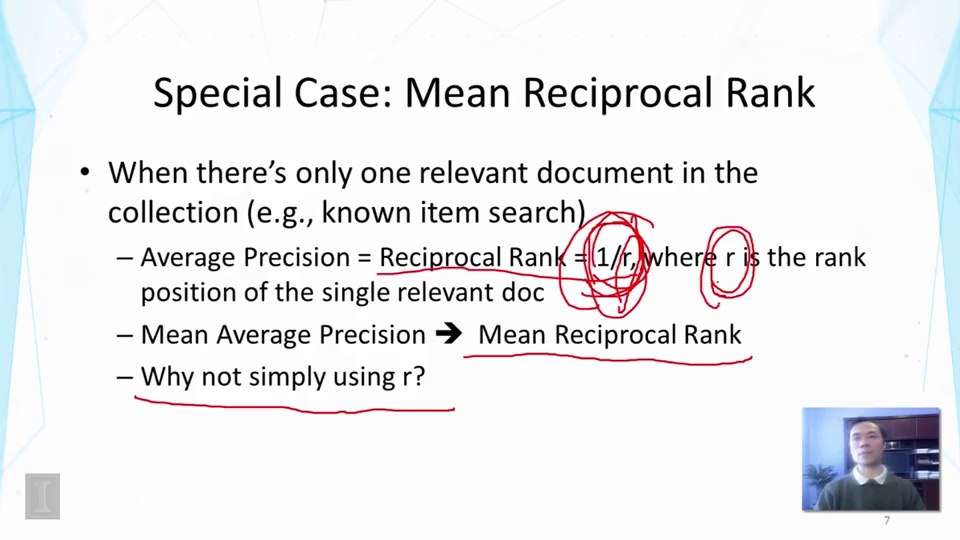 Special Case: Mean Reciprocal Rank
• When there's only one relevant document in the
collection (e.g., known item search)
– Average Precision = Reciprocal Rank = 1/r, where r is the rank
position of the single relevant doc
– Mean Average Precision → Mean Reciprocal Rank
– Why not simply using r?
I
7